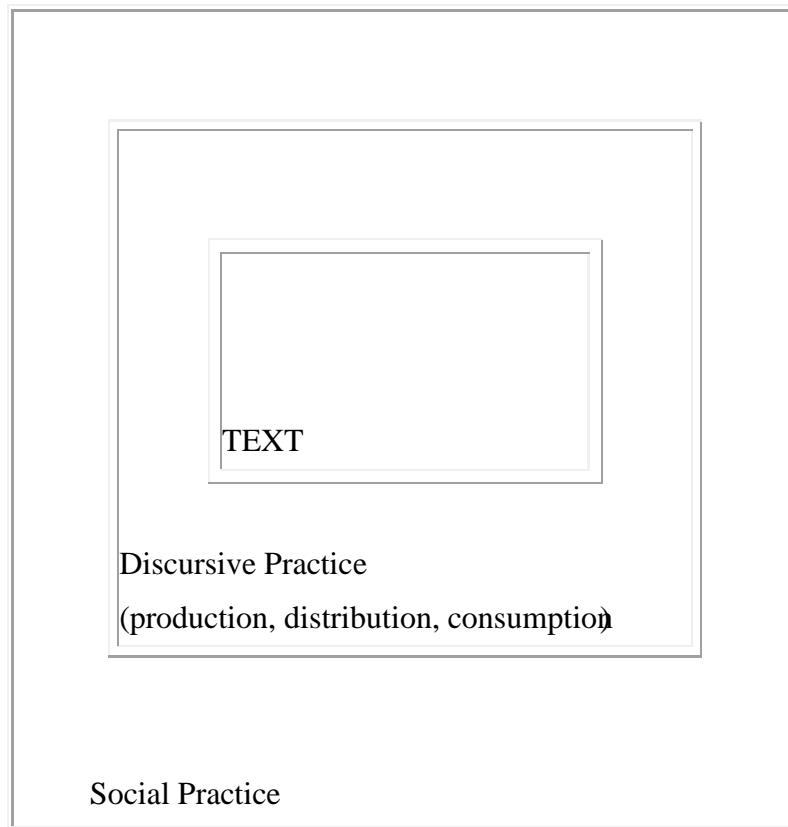 TEXT
Discursive Practice
(production, distribution, consumption)
Social Practice